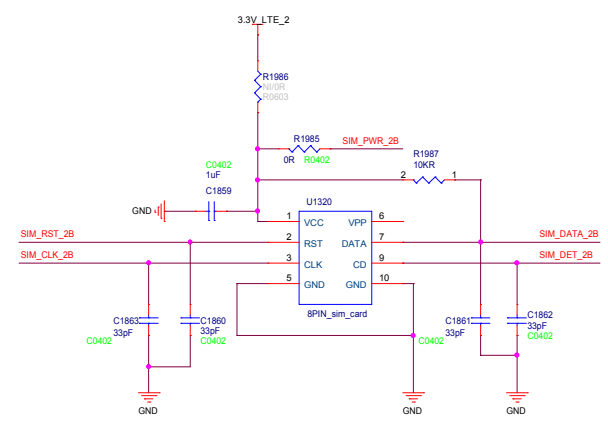 3.3V_LTE_2
R1986
NI/0R
R0603
R1985
SIM_PWR_2B
0R
R0402
R1987
10KR
2
1
C0402
1uF
C1859
GND
U1320
1
VCC
VPP
6
SIM_RST_2B
2
RST
DATA
7
SIM_DATA_2B
SIM_CLK_2B
3
CLK
CD
9
SIM_DET_2B
5
GND
GND
10
8PIN_sim_card
C1863
33pF
C0402
C1860
33pF
C0402
C1861
33pF
C0402
C1862
33pF
C0402
GND
GND
GND